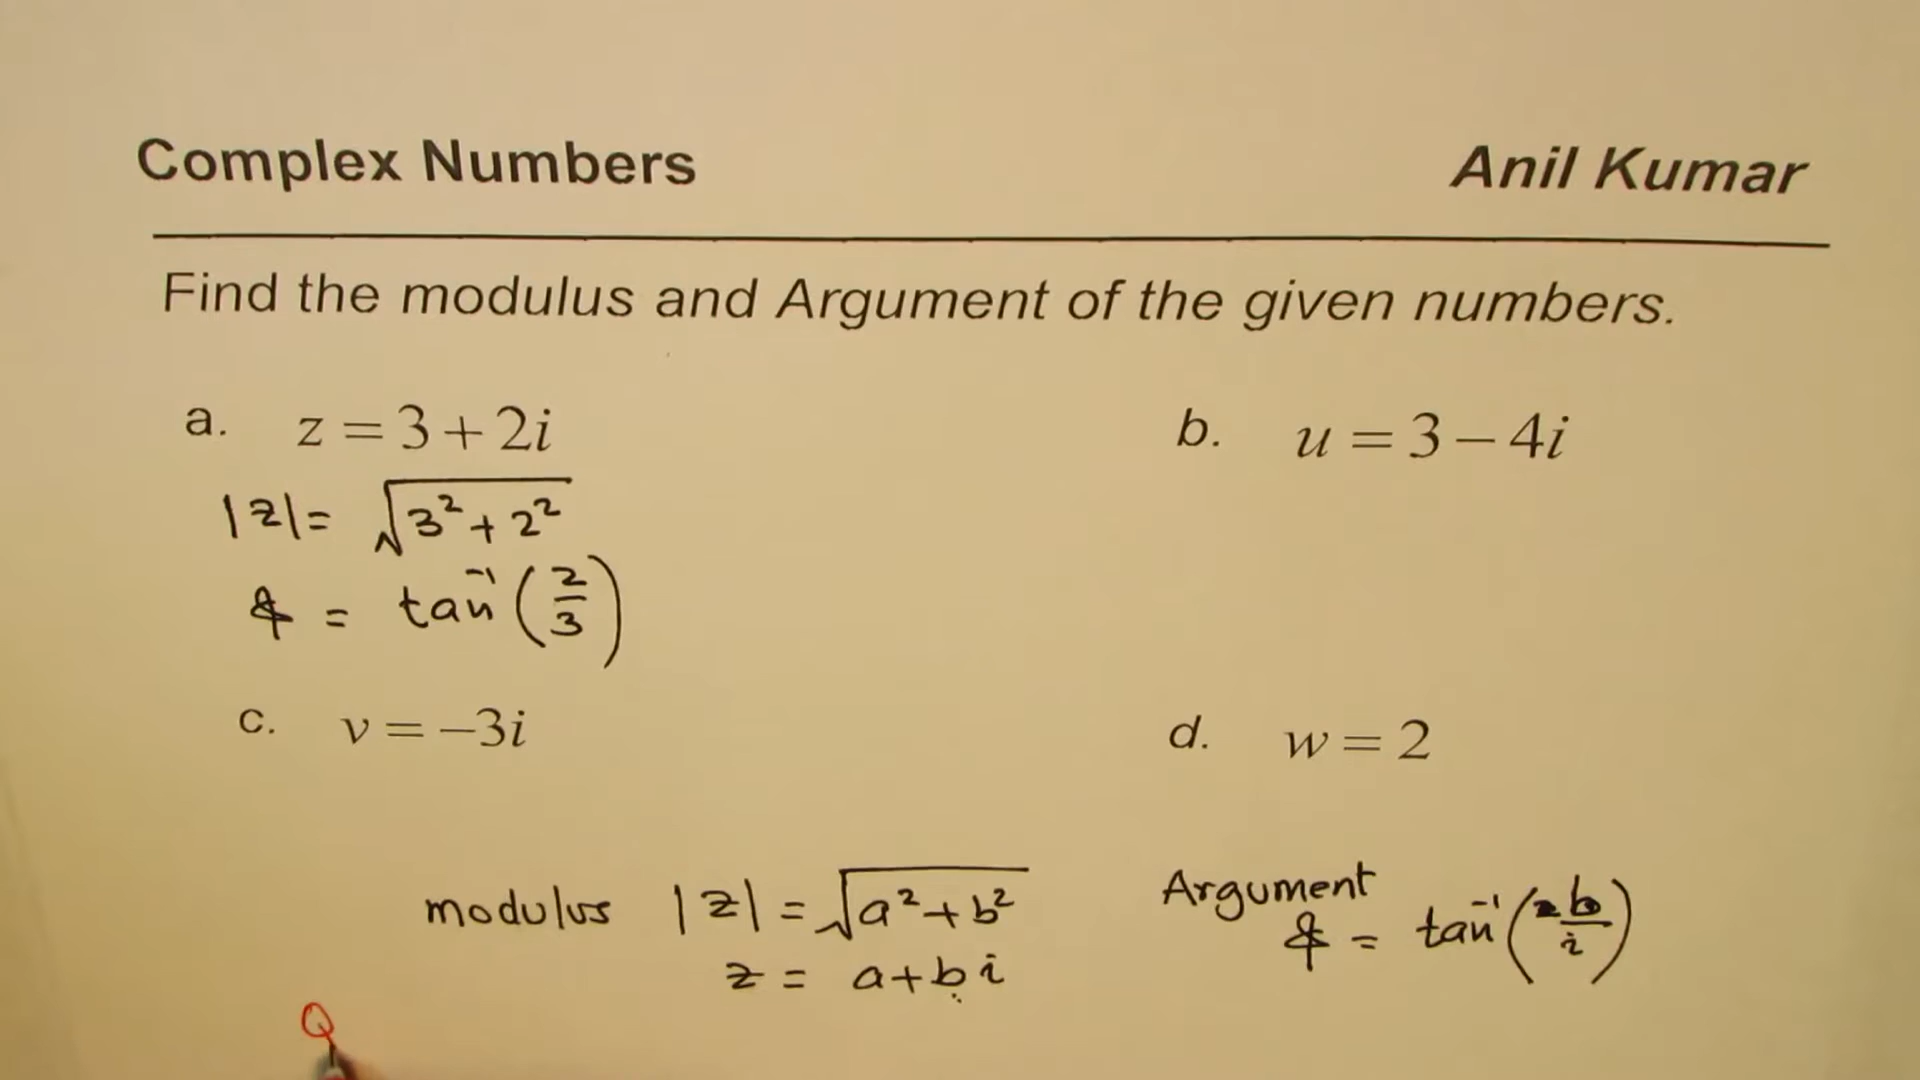 Complex Numbers
Anil Kumar
Find the modulus and Argument of the given numbers.
a. z = 3 + 2i
|z| = √(3² + 2²)
= tan⁻¹(2/3)
b. u = 3 − 4i
c. v = −3i
d. w = 2
modulus |z| = √(a² + b²)
z = a + bi
Argument
= tan⁻¹(b/i)
Q